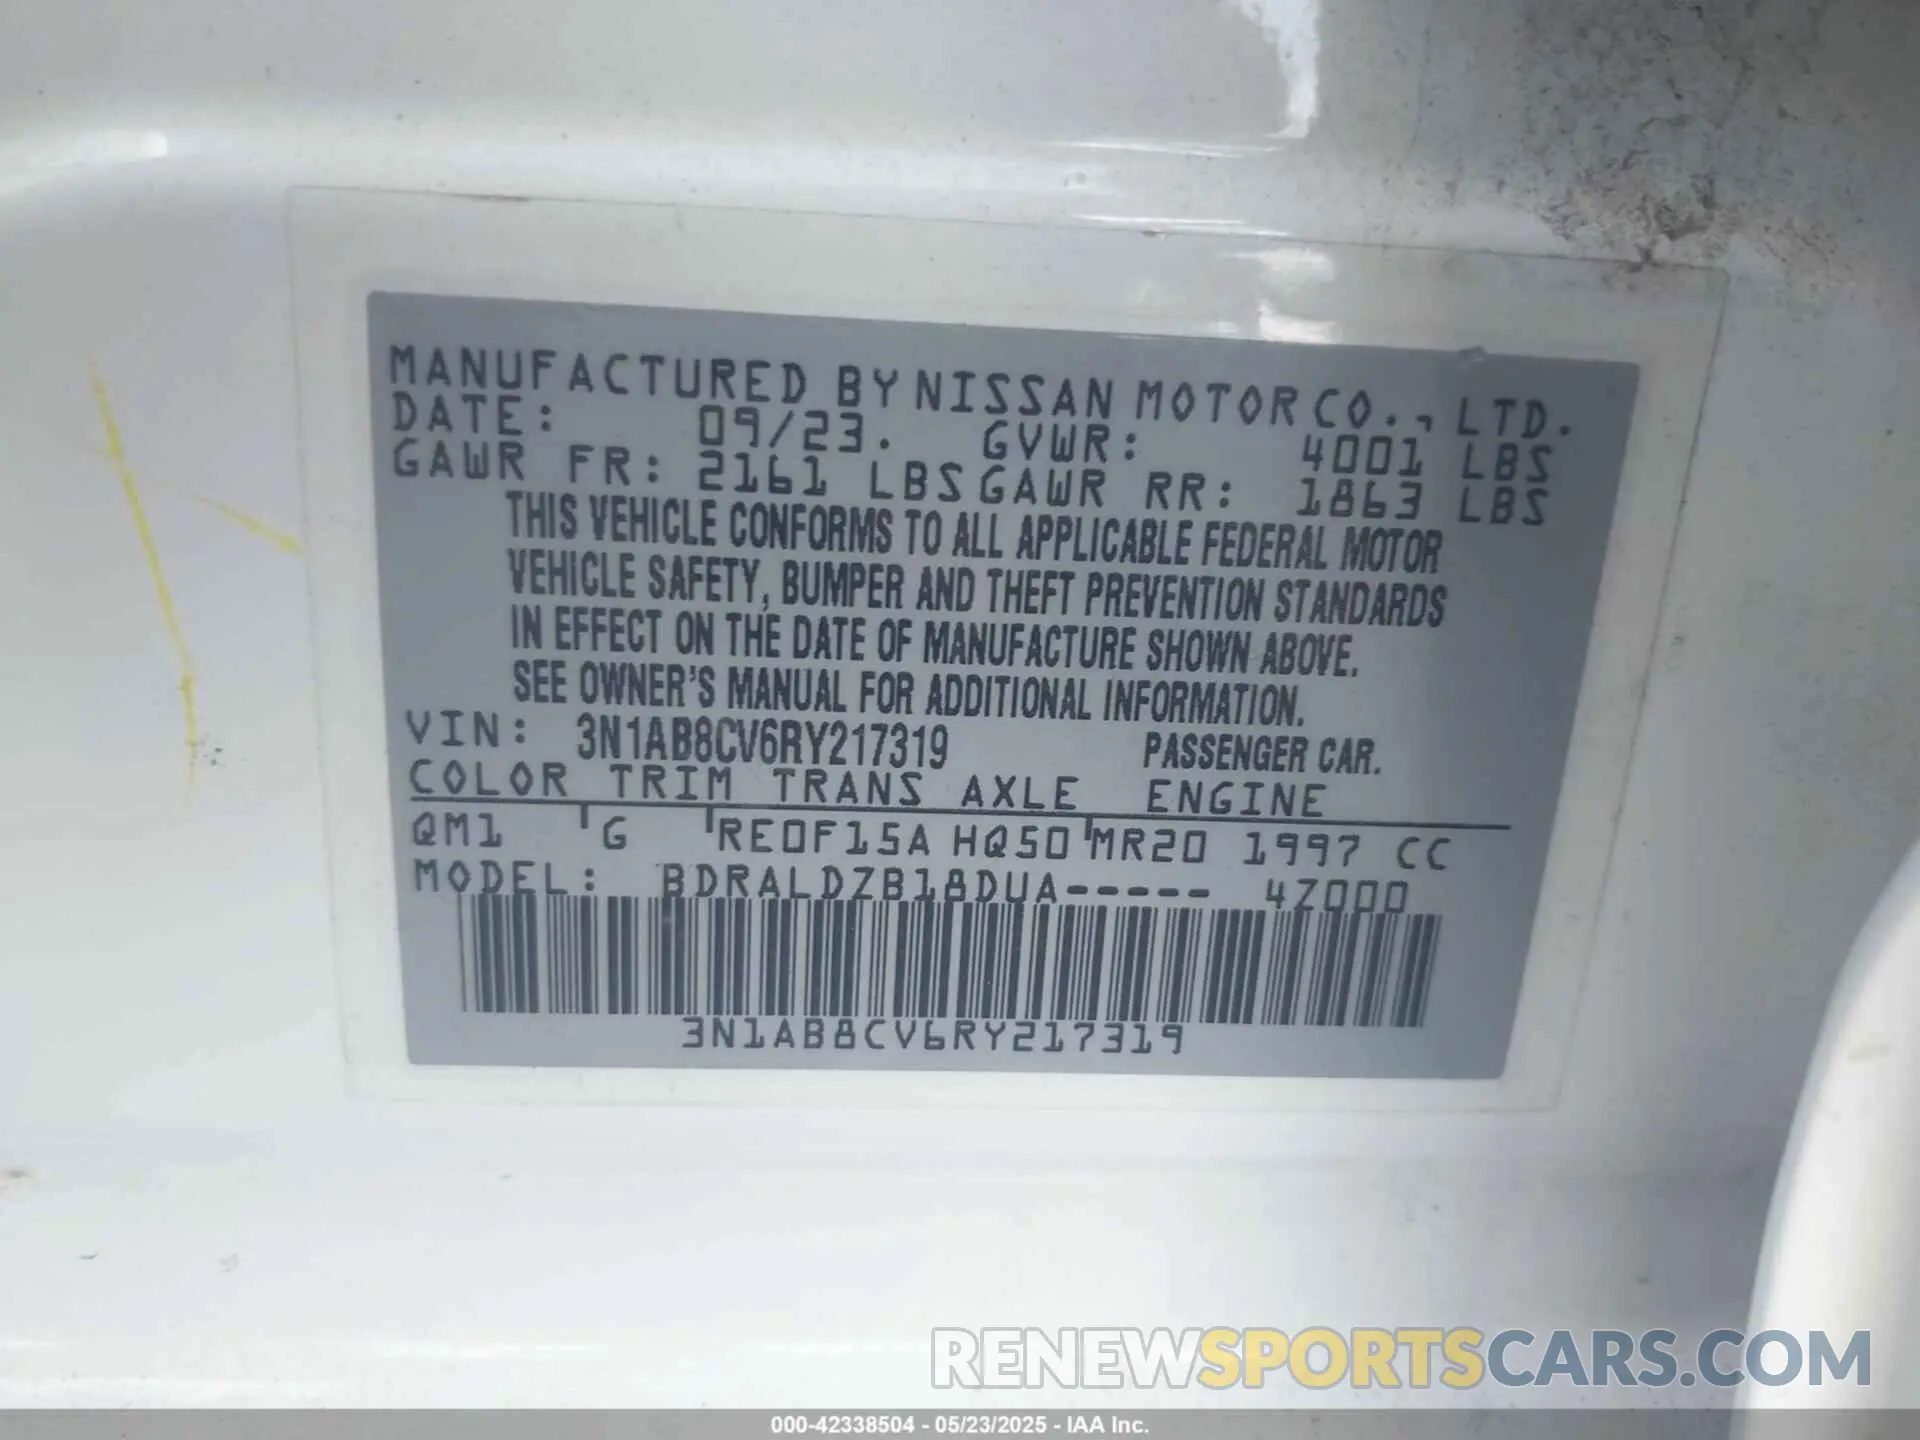 MANUFACTURED BY NISSAN MOTOR CO., LTD.
DATE: 09/23. GVWR: 4001 LBS
GAWR FR: 2161 LBS GAWR RR: 1863 LBS
THIS VEHICLE CONFORMS TO ALL APPLICABLE FEDERAL MOTOR
VEHICLE SAFETY, BUMPER AND THEFT PREVENTION STANDARDS
IN EFFECT ON THE DATE OF MANUFACTURE SHOWN ABOVE.
SEE OWNER'S MANUAL FOR ADDITIONAL INFORMATION.
VIN: 3N1AB8CV6RY217319 PASSENGER CAR.
COLOR TRIM TRANS AXLE ENGINE
QM1 G RE0F15A HQ50 MR20 1997 CC
MODEL: BDRALDZB18DUA----- 4Z000
3N1AB8CV6RY217319
RENEWSPORTSCARS.COM
000-42338504 - 05/23/2025 - IAA Inc.